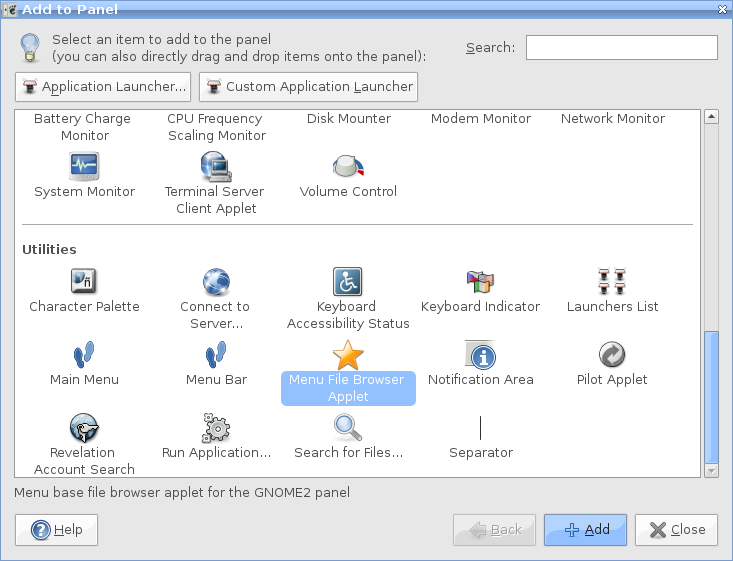 Add to Panel
Select an item to add to the panel
(you can also directly drag and drop items onto the panel):
Search:
Application Launcher...
Custom Application Launcher
Battery Charge
Monitor
CPU Frequency
Scaling Monitor
Disk Mounter
Modem Monitor
Network Monitor
System Monitor
Terminal Server
Client Applet
Volume Control
Utilities
Character Palette
Connect to
Server...
Keyboard
Accessibility Status
Keyboard Indicator
Launchers List
Main Menu
Menu Bar
Menu File Browser
Applet
Notification Area
Pilot Applet
Revelation
Account Search
Run Application...
Search for Files...
Separator
Menu base file browser applet for the GNOME2 panel
Help
Back
Add
Close